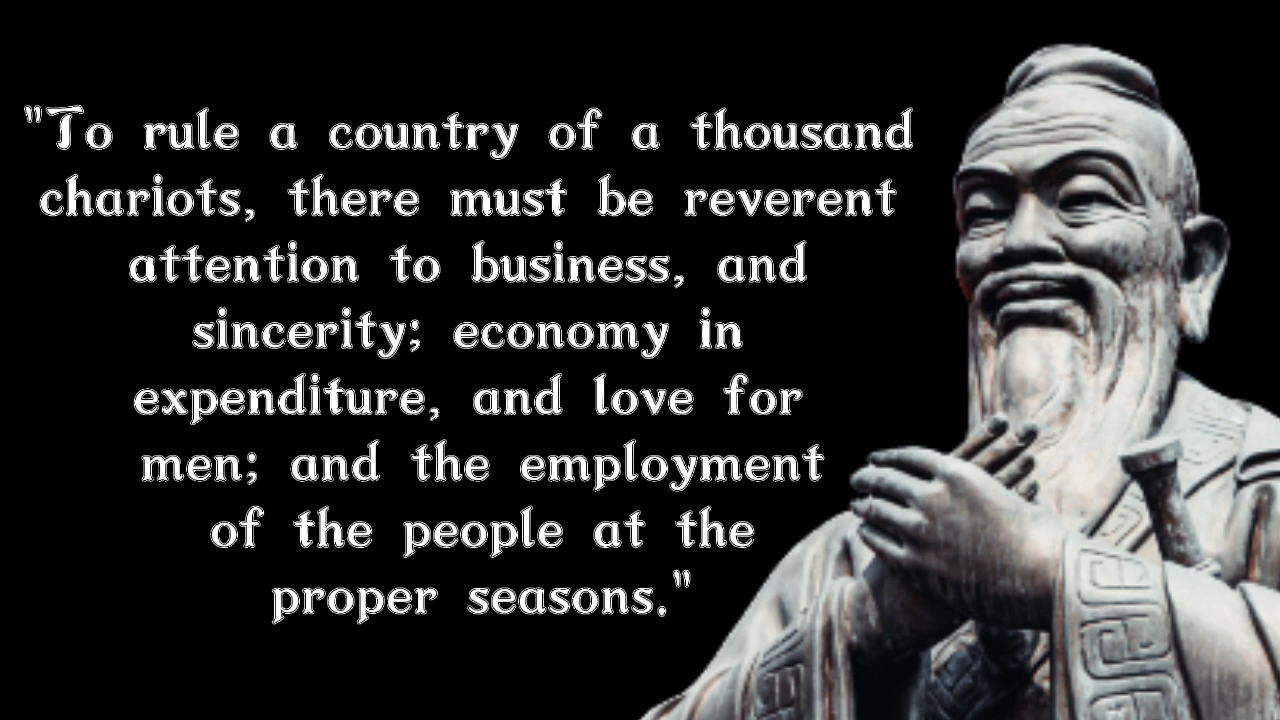 "To rule a country of a thousand
chariots, there must be reverent
attention to business, and
sincerity; economy in
expenditure, and love for
men; and the employment
of the people at the
proper seasons."